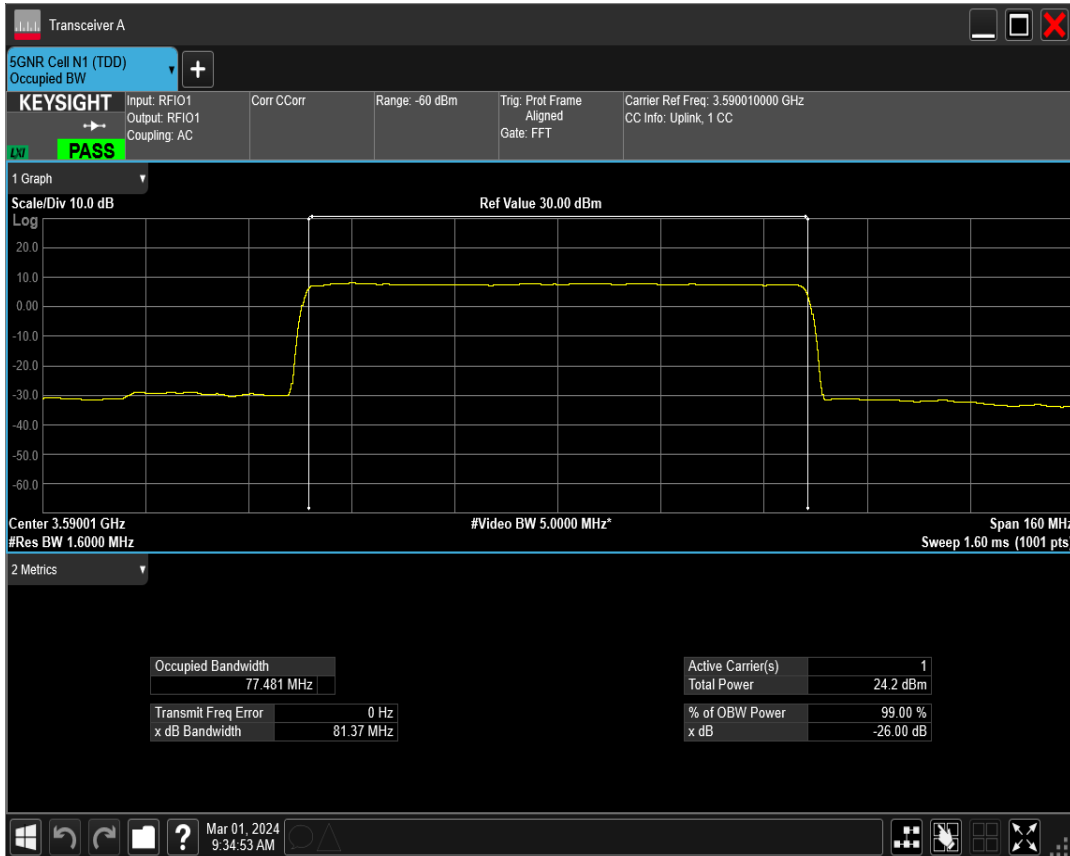 Transceiver A
5GNR Cell N1 (TDD)
Occupied BW
+
KEYSIGHT
LXI
PASS
Input: RFIO1
Output: RFIO1
Coupling: AC
Corr CCorr
Range: -60 dBm
Trig: Prot Frame
Aligned
Gate: FFT
Carrier Ref Freq: 3.590010000 GHz
CC Info: Uplink, 1 CC
1 Graph
Scale/Div 10.0 dB
Ref Value 30.00 dBm
Log
20.0
10.0
0.00
-10.0
-20.0
-30.0
-40.0
-50.0
-60.0
Center 3.59001 GHz
#Video BW 5.0000 MHz*
Span 160 MHz
#Res BW 1.6000 MHz
Sweep 1.60 ms (1001 pts)
2 Metrics
Occupied Bandwidth
77.481 MHz
Transmit Freq Error 0 Hz
x dB Bandwidth 81.37 MHz
Active Carrier(s) 1
Total Power 24.2 dBm
% of OBW Power 99.00 %
x dB -26.00 dB
?
Mar 01, 2024
9:34:53 AM